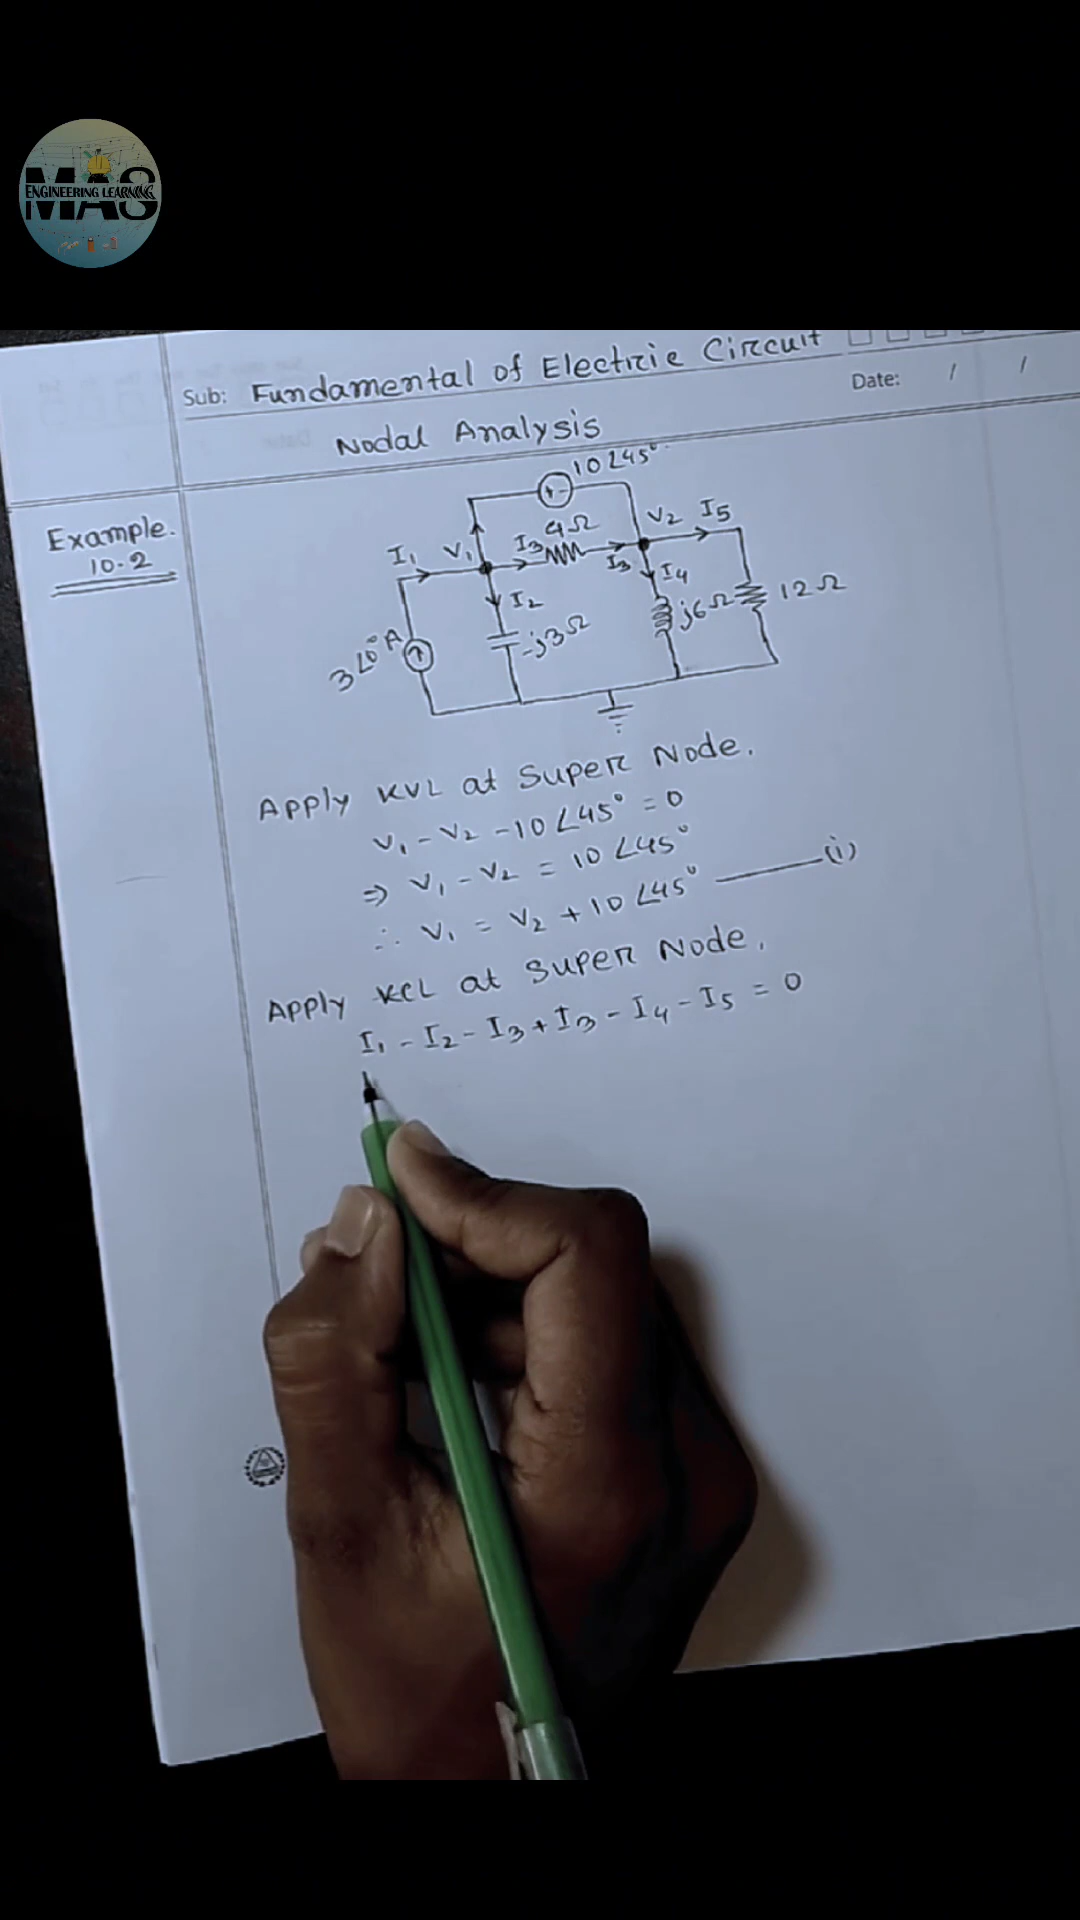 MAS
ENGINEERING LEARNING
Sub: Fundamental of Electric Circuit
Date: / /
Nodal Analysis
Example.
10.2
10∠45°
I₁ V₁ I₃ 4Ω I₃ V₂ I₅
I₂ I₄
3∠0° A -j3Ω j6Ω 12Ω
Apply KVL at Super Node.
V₁ - V₂ - 10∠45° = 0
⇒ V₁ - V₂ = 10∠45°
∴ V₁ = V₂ + 10∠45° (i)
Apply KCL at Super Node.
I₁ - I₂ - I₃ + I₃ - I₄ - I₅ = 0